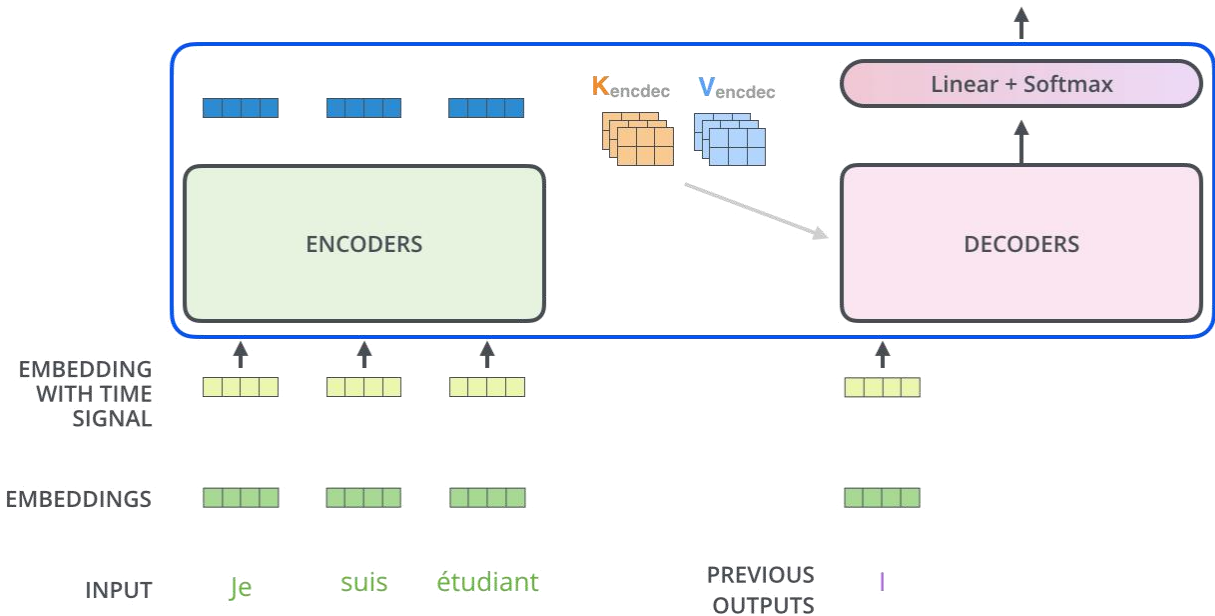 Kencdec
Vencdec
Linear + Softmax
ENCODERS
DECODERS
EMBEDDING
WITH TIME
SIGNAL
EMBEDDINGS
INPUT
Je
suis
étudiant
PREVIOUS
OUTPUTS
I